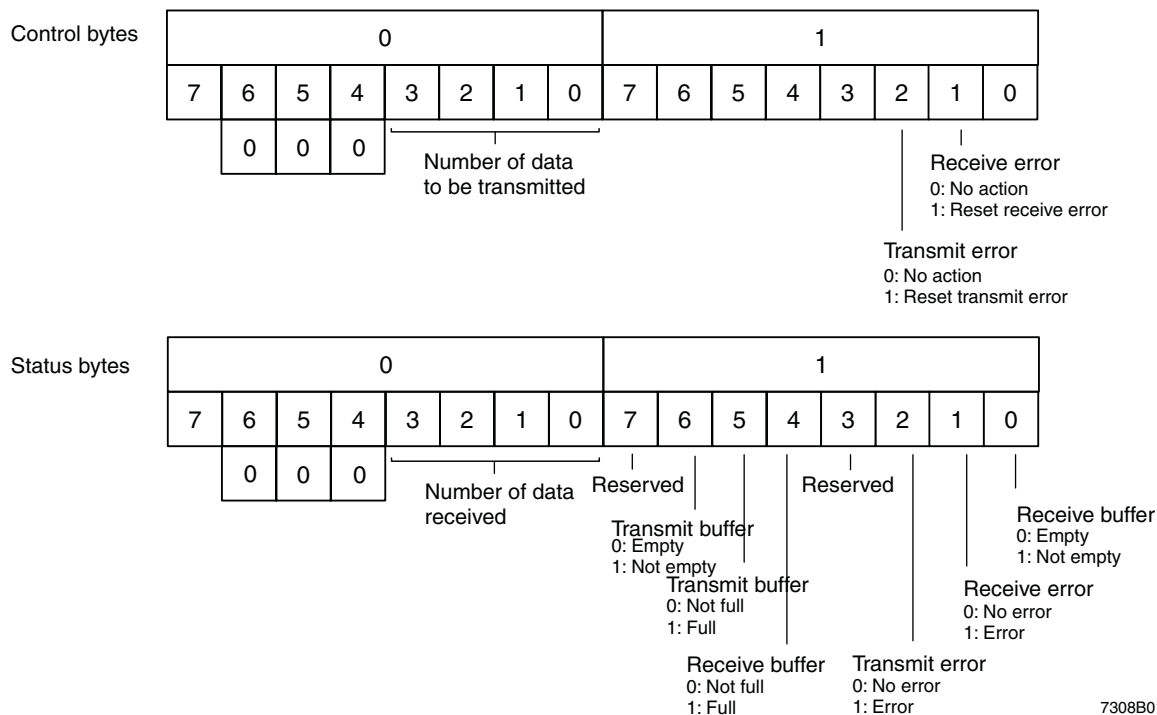 Control bytes
0 1
7 6 5 4 3 2 1 0 7 6 5 4 3 2 1 0
0 0 0
Number of data
to be transmitted
Receive error
0: No action
1: Reset receive error
Transmit error
0: No action
1: Reset transmit error
Status bytes
0 1
7 6 5 4 3 2 1 0 7 6 5 4 3 2 1 0
0 0 0
Number of data
received
Reserved
Reserved
Transmit buffer
0: Empty
1: Not empty
Receive buffer
0: Empty
1: Not empty
Transmit buffer
0: Not full
1: Full
Receive error
0: No error
1: Error
Receive buffer
0: Not full
1: Full
Transmit error
0: No error
1: Error
7308B0